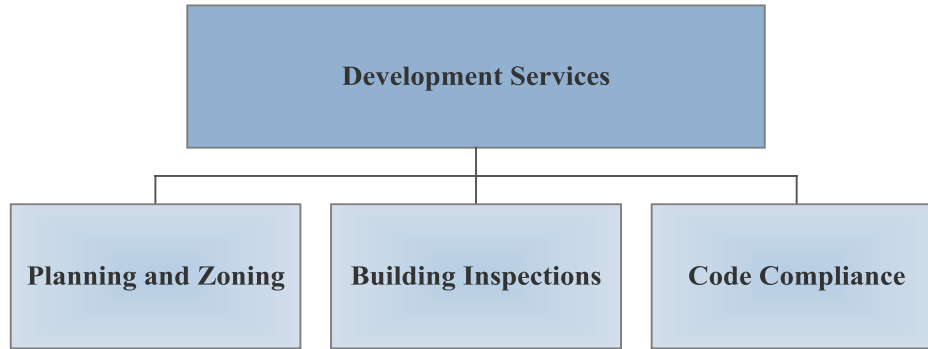 Development Services
Planning and Zoning
Building Inspections
Code Compliance